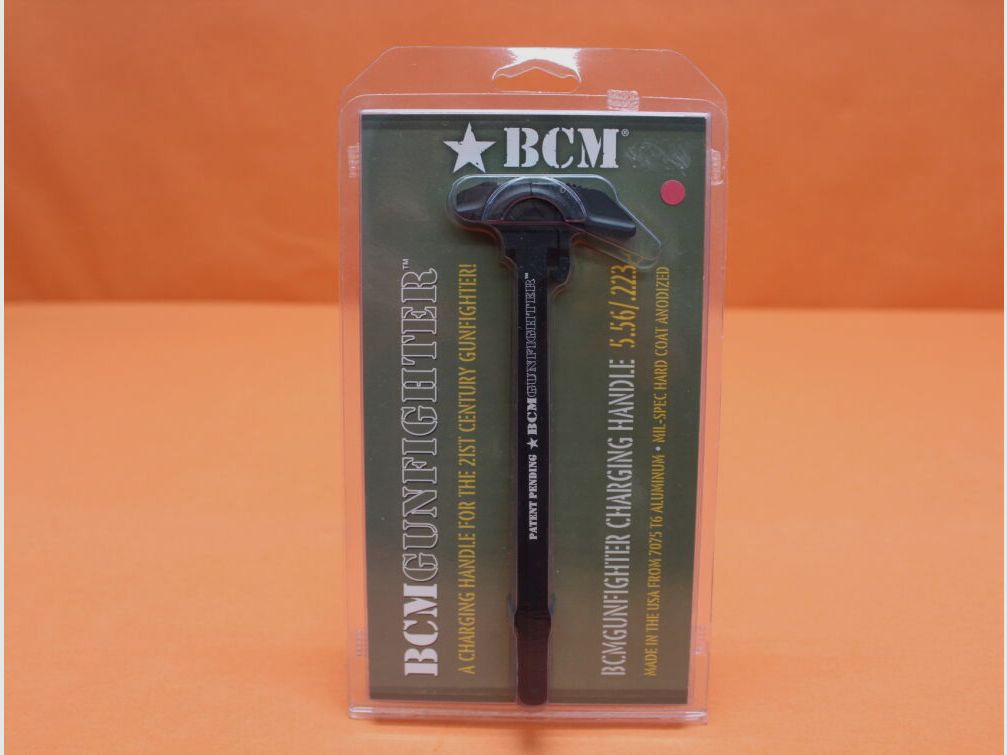 BCM®
BCMGUNFIGHTER™
A CHARGING HANDLE FOR THE 21ST CENTURY GUNFIGHTER!
PATENT PENDING ★ BCMGUNFIGHTER™
BCMGUNFIGHTER CHARGING HANDLE 5.56/.223
MADE IN THE USA FROM 7075 T6 ALUMINUM • MIL-SPEC HARD COAT ANODIZED